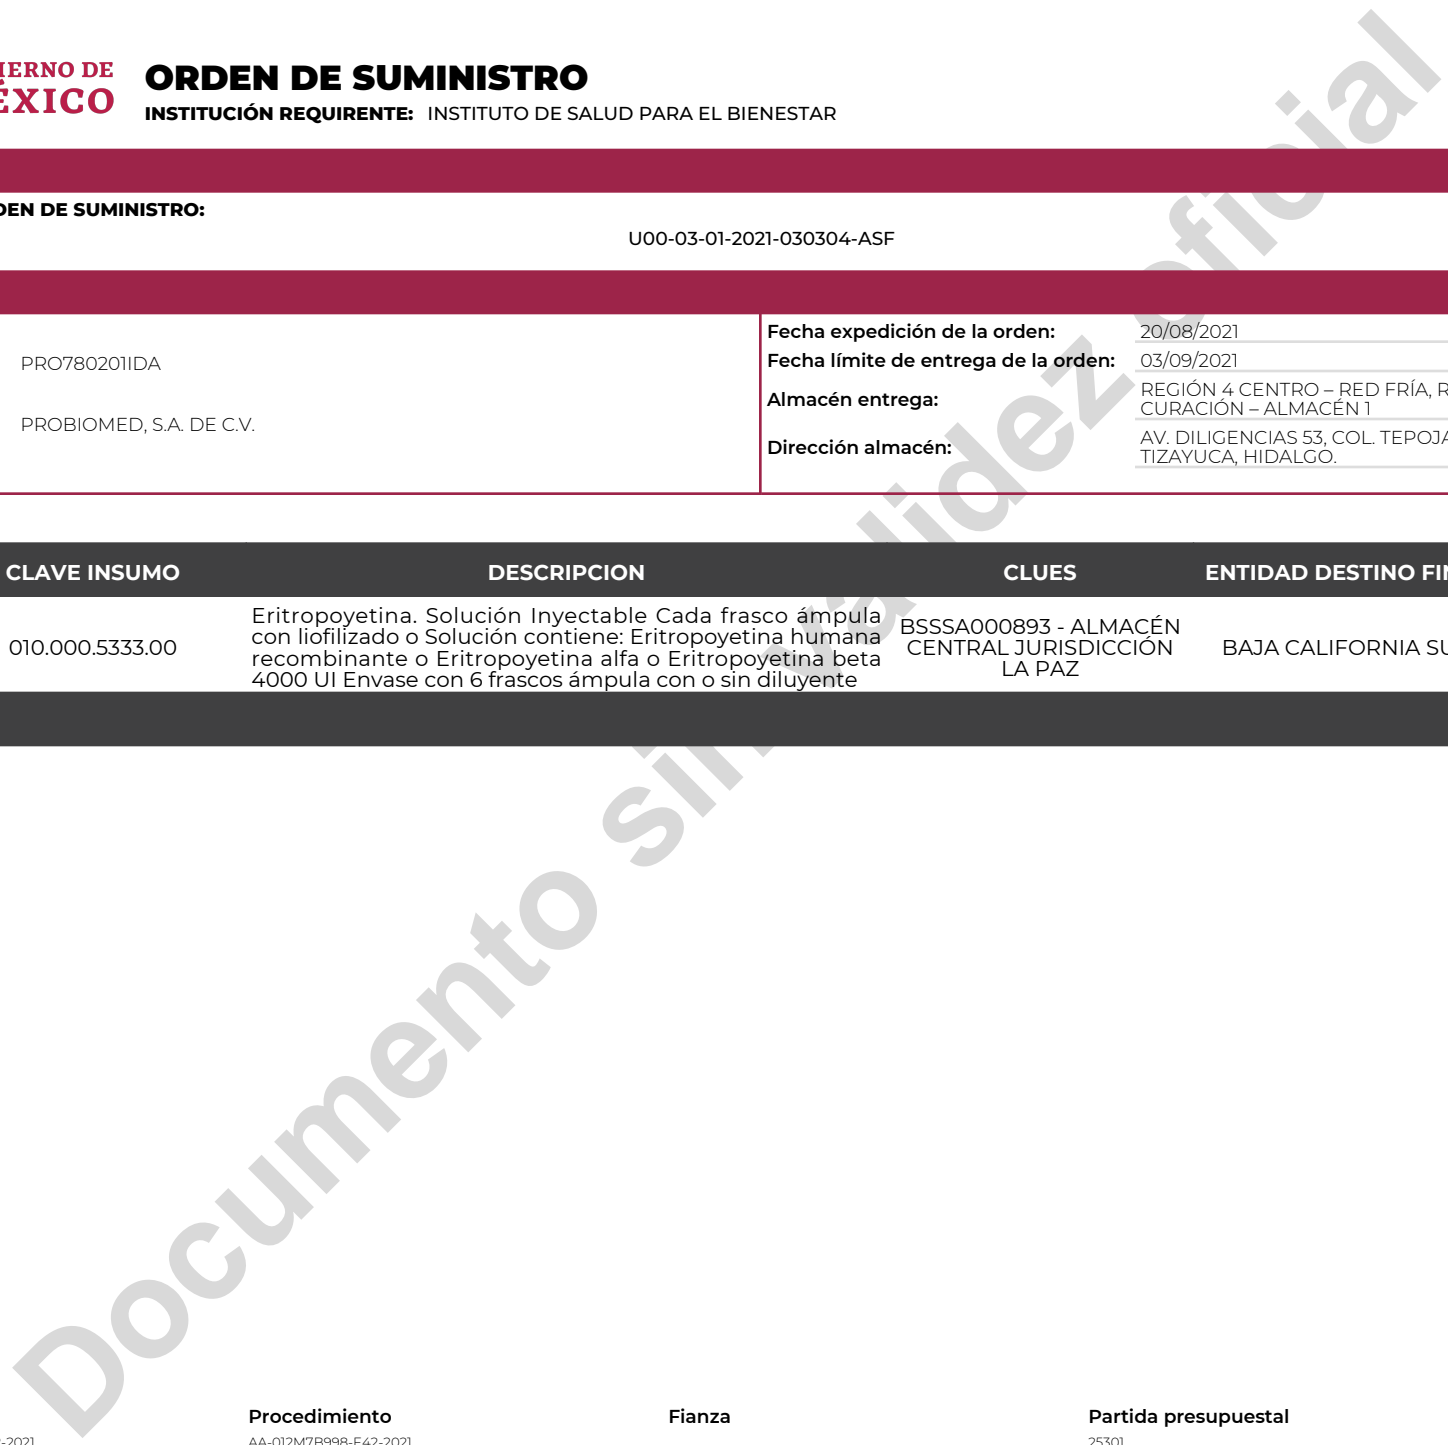 ORDEN DE SUMINISTRO
INSTITUCIÓN REQUIRENTE: INSTITUTO DE SALUD PARA EL BIENESTAR
DE
MÉXICO
DE SUMINISTRO:
U00-03-01-2021-030304-ASF
PRO780201IDA
PROBIOMED, S.A. DE C.V.
Fecha expedición de la orden: 20/08/2021
Fecha límite de entrega de la orden: 03/09/2021
Almacén entrega: REGIÓN 4 CENTRO – RED FRÍA,
CURACIÓN – ALMACÉN 1
Dirección almacén: AV. DILIGENCIAS 53, COL.
TIZAYUCA, HIDALGO.
CLAVE INSUMO DESCRIPCION CLUES ENTIDAD DESTINO
010.000.5333.00
Eritropoyetina. Solución Inyectable Cada frasco ámpula
con liofilizado o Solución contiene: Eritropoyetina humana
recombinante o Eritropoyetina alfa o Eritropoyetina beta
4000 UI Envase con 6 frascos ámpula con o sin diluyente
BSSSA000893 - ALMACÉN
CENTRAL JURISDICCIÓN
LA PAZ
BAJA CALIFORNIA
Documento sin validez oficial
Procedimiento Fianza Partida presupuestal
-2021 AA-012M7B998-E42-2021 25301